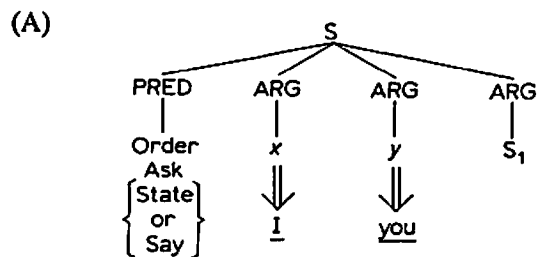 (A)
S
PRED ARG ARG ARG
Order x y S₁
Ask
State
or
Say
I you